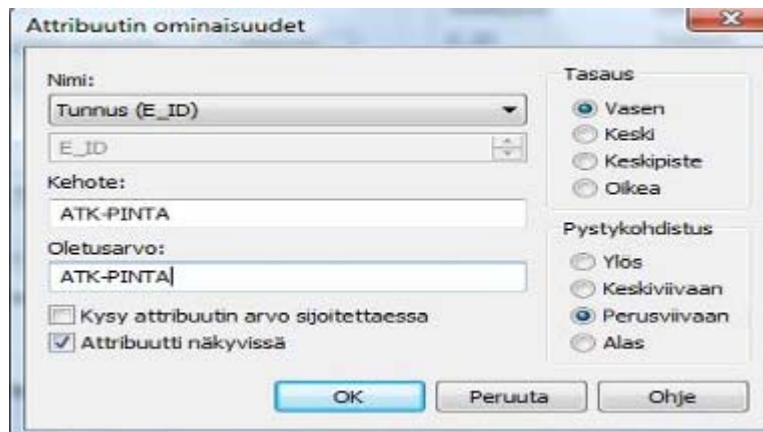 Attribuutin ominaisuudet
Nimi:
Tunnus (E_ID)
E_ID
Kehote:
ATK-PINTA
Oletusarvo:
ATK-PINTA
Kysy attribuutin arvo sijoitettaessa
Attribuutti näkyvissä
Tasaus
Vasen
Keski
Keskipiste
Oikea
Pystykohdistus
Ylös
Keskiviivaan
Perusviivaan
Alas
OK
Peruuta
Ohje